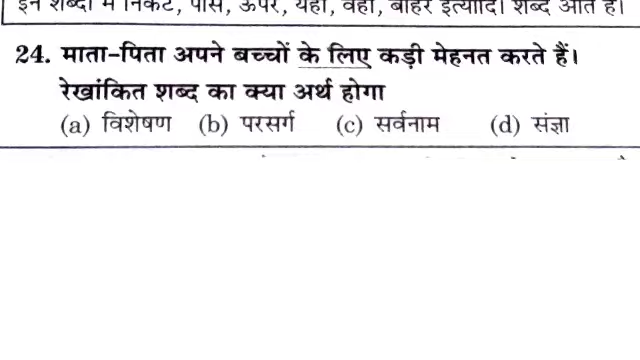 इन शब्दों में निकट, पास, ऊपर, यहाँ, वहाँ, बाहर इत्यादि शब्द आते हैं।
24. माता-पिता अपने बच्चों के लिए कड़ी मेहनत करते हैं।
रेखांकित शब्द का क्या अर्थ होगा
(a) विशेषण (b) परसर्ग (c) सर्वनाम (d) संज्ञा